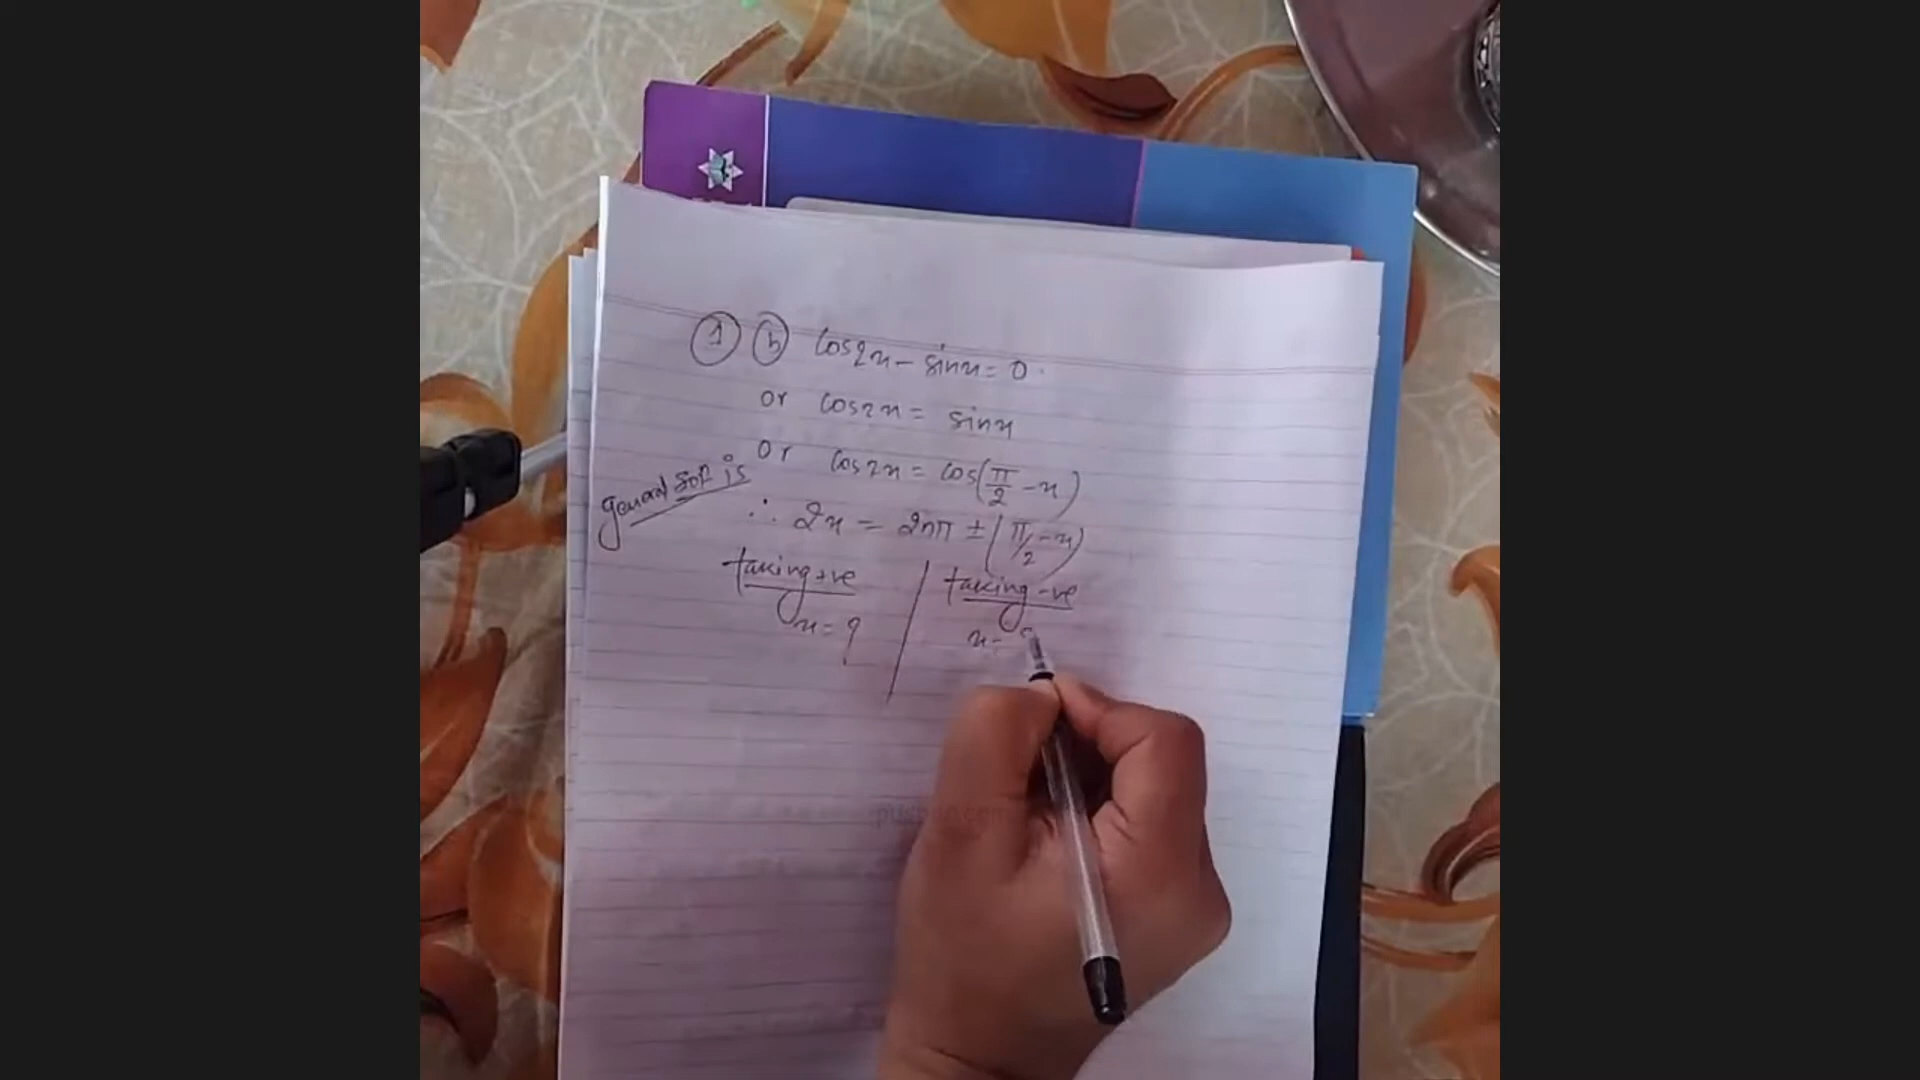 ① ⓑ cos2x - sinx = 0.
or cos2x = sinx
or cos2x = cos(π/2 - x)
general solⁿ is
∴ 2x = 2nπ ± (π/2 - x)
taking +ve
x = ?
taking -ve
x =